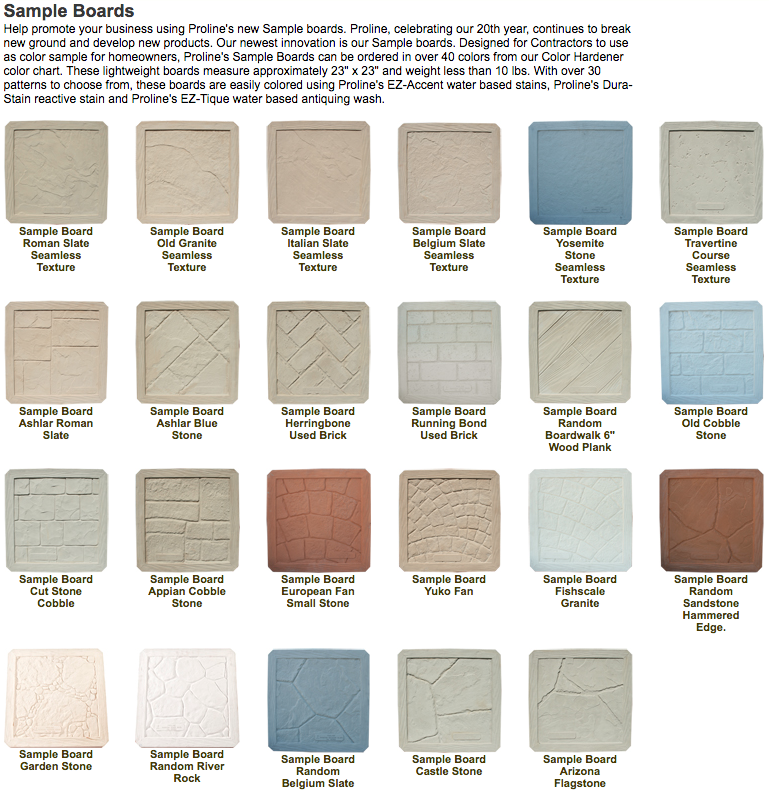 Sample Boards
Help promote your business using Proline's new Sample boards. Proline, celebrating our 20th year, continues to break
new ground and develop new products. Our newest innovation is our Sample boards. Designed for Contractors to use
as color sample for homeowners, Proline's Sample Boards can be ordered in over 40 colors from our Color Hardener
color chart. These lightweight boards measure approximately 23" x 23" and weight less than 10 lbs. With over 30
patterns to choose from, these boards are easily colored using Proline's EZ-Accent water based stains, Proline's Dura-
Stain reactive stain and Proline's EZ-Tique water based antiquing wash.
Sample Board
Roman Slate
Seamless
Texture
Sample Board
Old Granite
Seamless
Texture
Sample Board
Italian Slate
Seamless
Texture
Sample Board
Belgium Slate
Seamless
Texture
Sample Board
Yosemite
Stone
Seamless
Texture
Sample Board
Travertine
Course
Seamless
Texture
Sample Board
Ashlar Roman
Slate
Sample Board
Ashlar Blue
Stone
Sample Board
Herringbone
Used Brick
Sample Board
Running Bond
Used Brick
Sample Board
Random
Boardwalk 6"
Wood Plank
Sample Board
Old Cobble
Stone
Sample Board
Cut Stone
Cobble
Sample Board
Appian Cobble
Stone
Sample Board
European Fan
Small Stone
Sample Board
Yuko Fan
Sample Board
Fishscale
Granite
Sample Board
Random
Sandstone
Hammered
Edge.
Sample Board
Garden Stone
Sample Board
Random River
Rock
Sample Board
Random
Belgium Slate
Sample Board
Castle Stone
Sample Board
Arizona
Flagstone